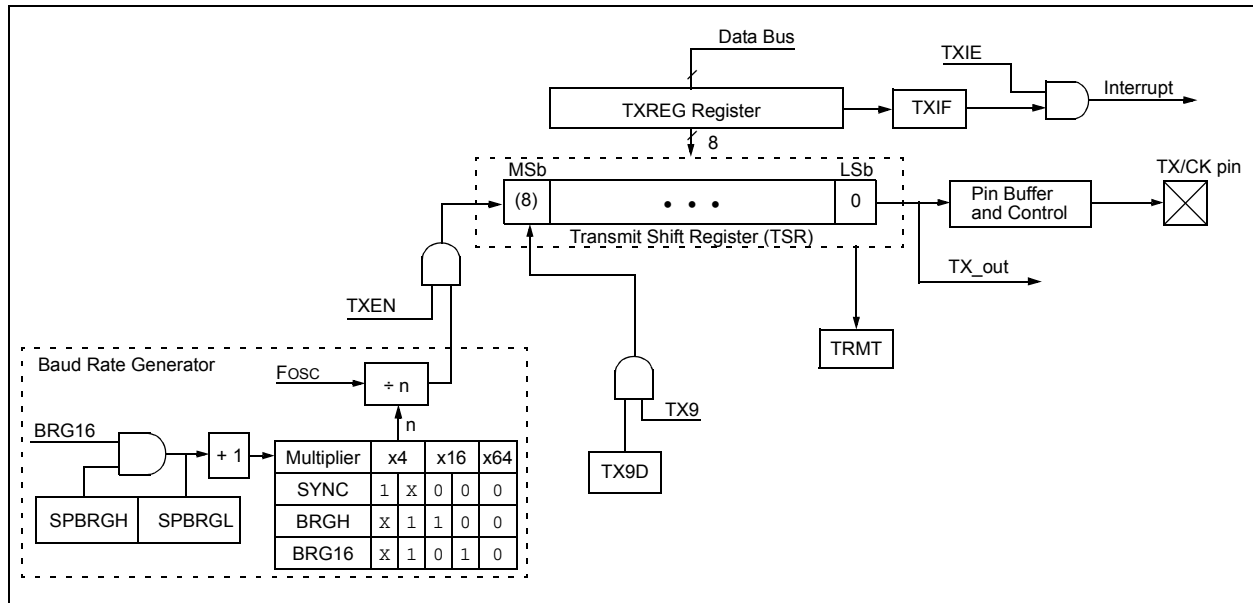 Data Bus
TXIE
Interrupt
TXREG Register
TXIF
8
MSb
LSb
TX/CK pin
(8)
• • •
0
Pin Buffer
and Control
Transmit Shift Register (TSR)
TX_out
TXEN
TRMT
Baud Rate Generator
FOSC
÷ n
TX9
n
BRG16
+ 1
Multiplier x4 x16 x64
TX9D
SYNC 1 X 0 0 0
SPBRGH SPBRGL
BRGH X 1 1 0 0
BRG16 X 1 0 1 0